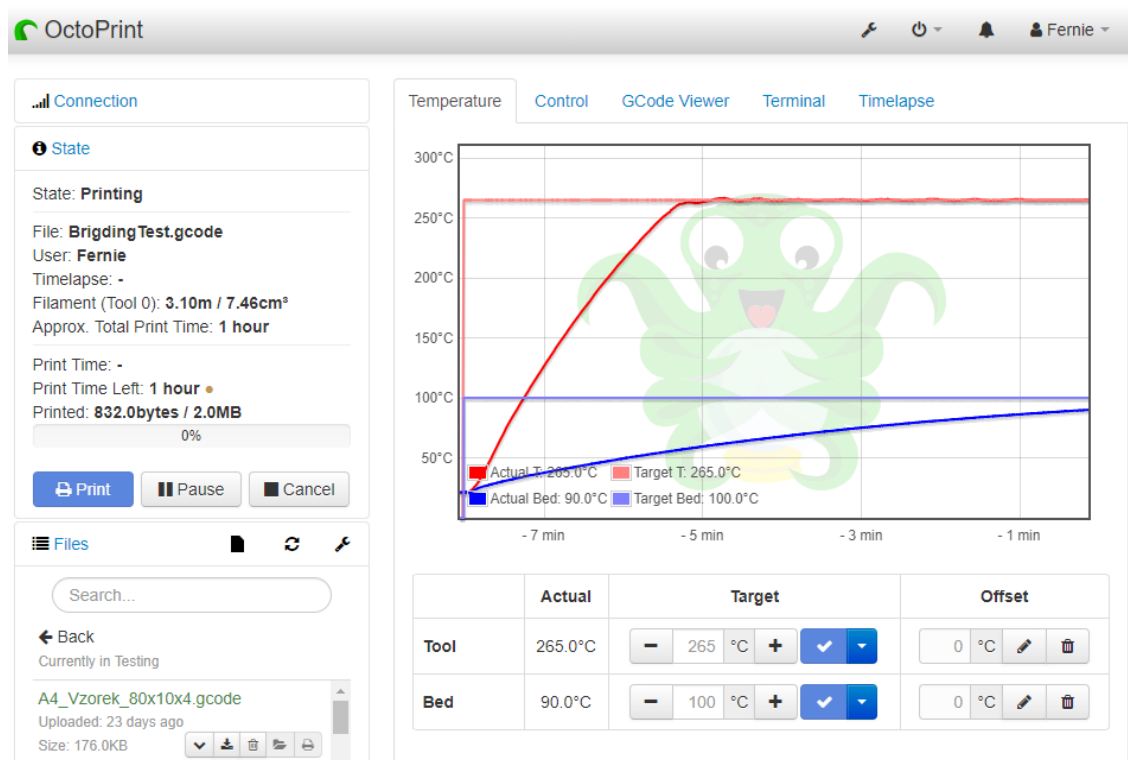 OctoPrint
Fernie
Connection
State
State: Printing
File: BrigdingTest.gcode
User: Fernie
Timelapse: -
Filament (Tool 0): 3.10m / 7.46cm³
Approx. Total Print Time: 1 hour
Print Time: -
Print Time Left: 1 hour
Printed: 832.0bytes / 2.0MB
0%
Print Pause Cancel
Files
Search...
Back
Currently in Testing
A4_Vzorek_80x10x4.gcode
Uploaded: 23 days ago
Size: 176.0KB
Temperature Control GCode Viewer Terminal Timelapse
300°C
250°C
200°C
150°C
100°C
50°C
Actual T: 265.0°C Target T: 265.0°C
Actual Bed: 90.0°C Target Bed: 100.0°C
- 7 min - 5 min - 3 min - 1 min
Actual Target Offset
Tool 265.0°C 265 °C 0 °C
Bed 90.0°C 100 °C 0 °C